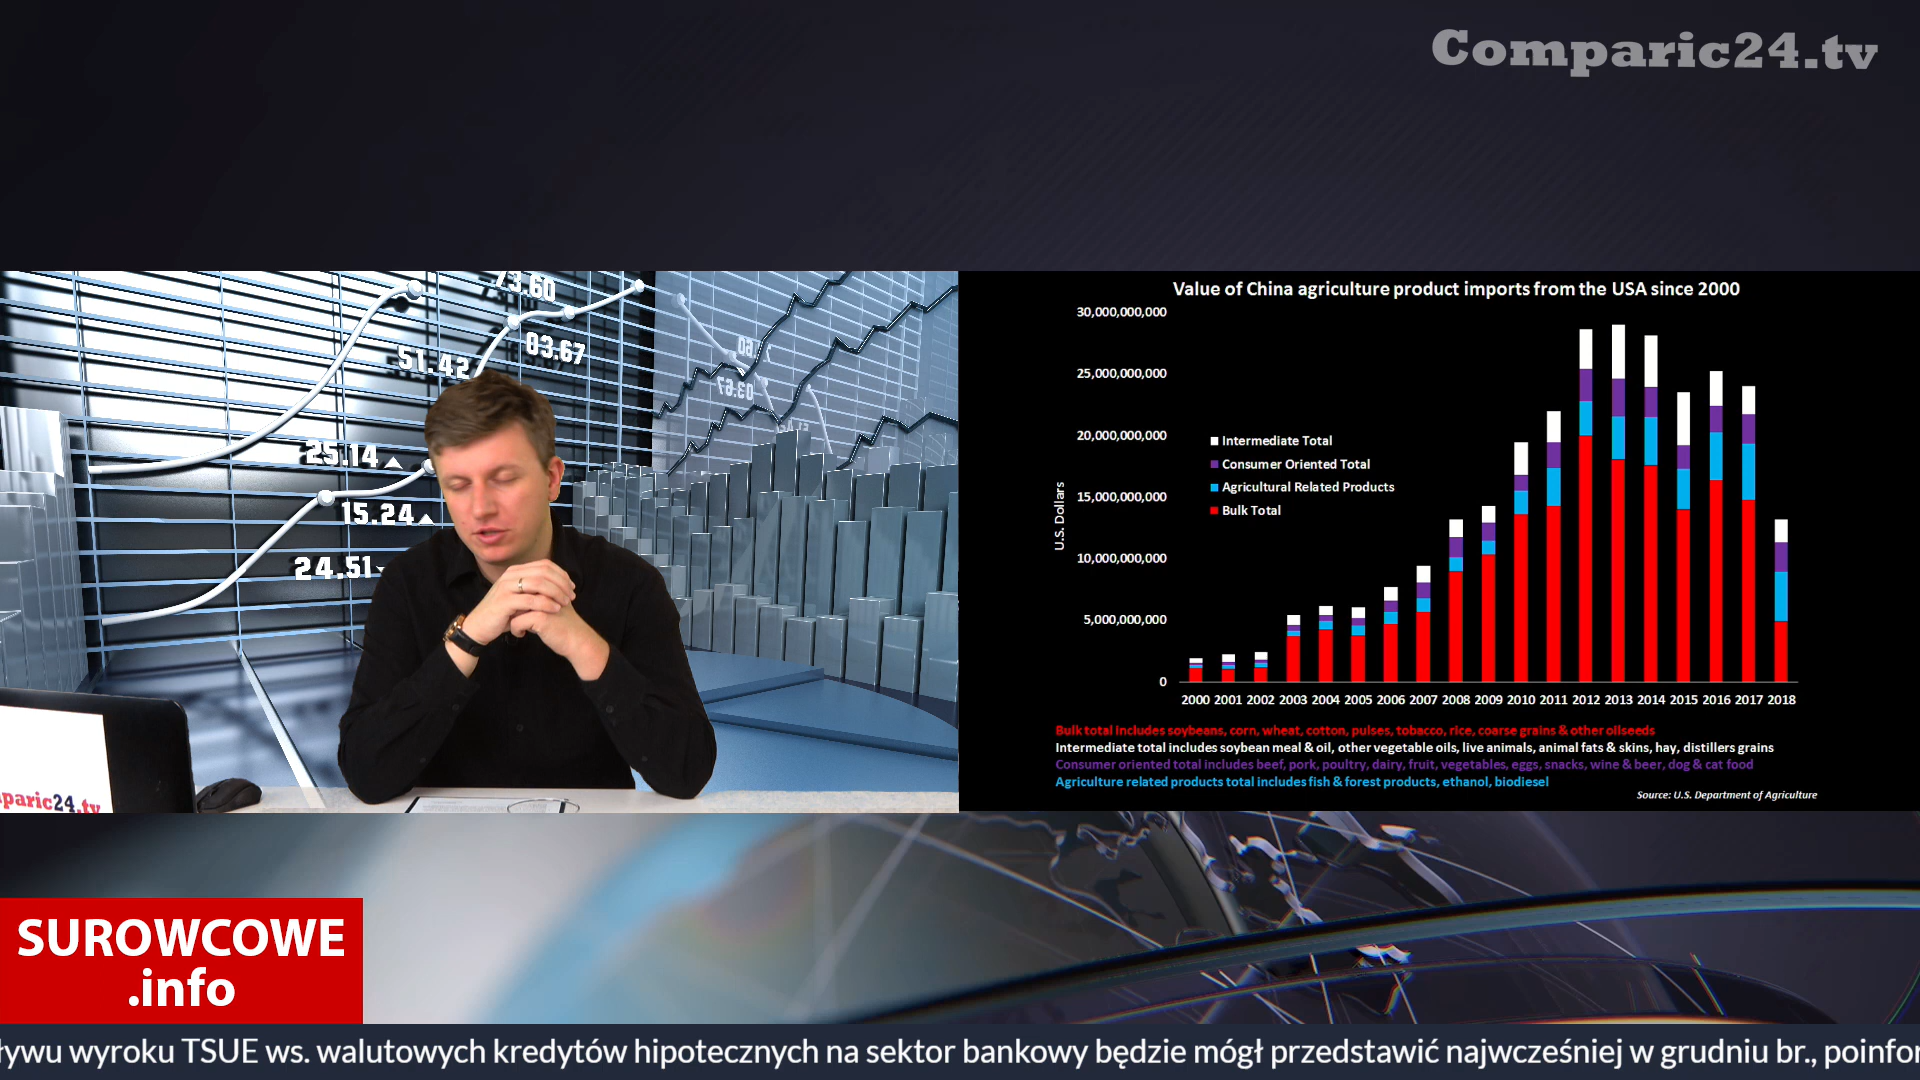 Comparic24.tv
73.60
83.67
51.42
25.14
15.24
24.51
paric24.tv
Value of China agriculture product imports from the USA since 2000
30,000,000,000
25,000,000,000
20,000,000,000
15,000,000,000
10,000,000,000
5,000,000,000
0
U.S. Dollars
Intermediate Total
Consumer Oriented Total
Agricultural Related Products
Bulk Total
2000 2001 2002 2003 2004 2005 2006 2007 2008 2009 2010 2011 2012 2013 2014 2015 2016 2017 2018
Bulk total includes soybeans, corn, wheat, cotton, pulses, tobacco, rice, coarse grains & other oilseeds
Intermediate total includes soybean meal & oil, other vegetable oils, live animals, animal fats & skins, hay, distillers grains
Consumer oriented total includes beef, pork, poultry, dairy, fruit, vegetables, eggs, snacks, wine & beer, dog & cat food
Agriculture related products total includes fish & forest products, ethanol, biodiesel
Source: U.S. Department of Agriculture
SUROWCOWE
.info
ływu wyroku TSUE ws. walutowych kredytów hipotecznych na sektor bankowy będzie mógł przedstawić najwcześniej w grudniu br., poinfor